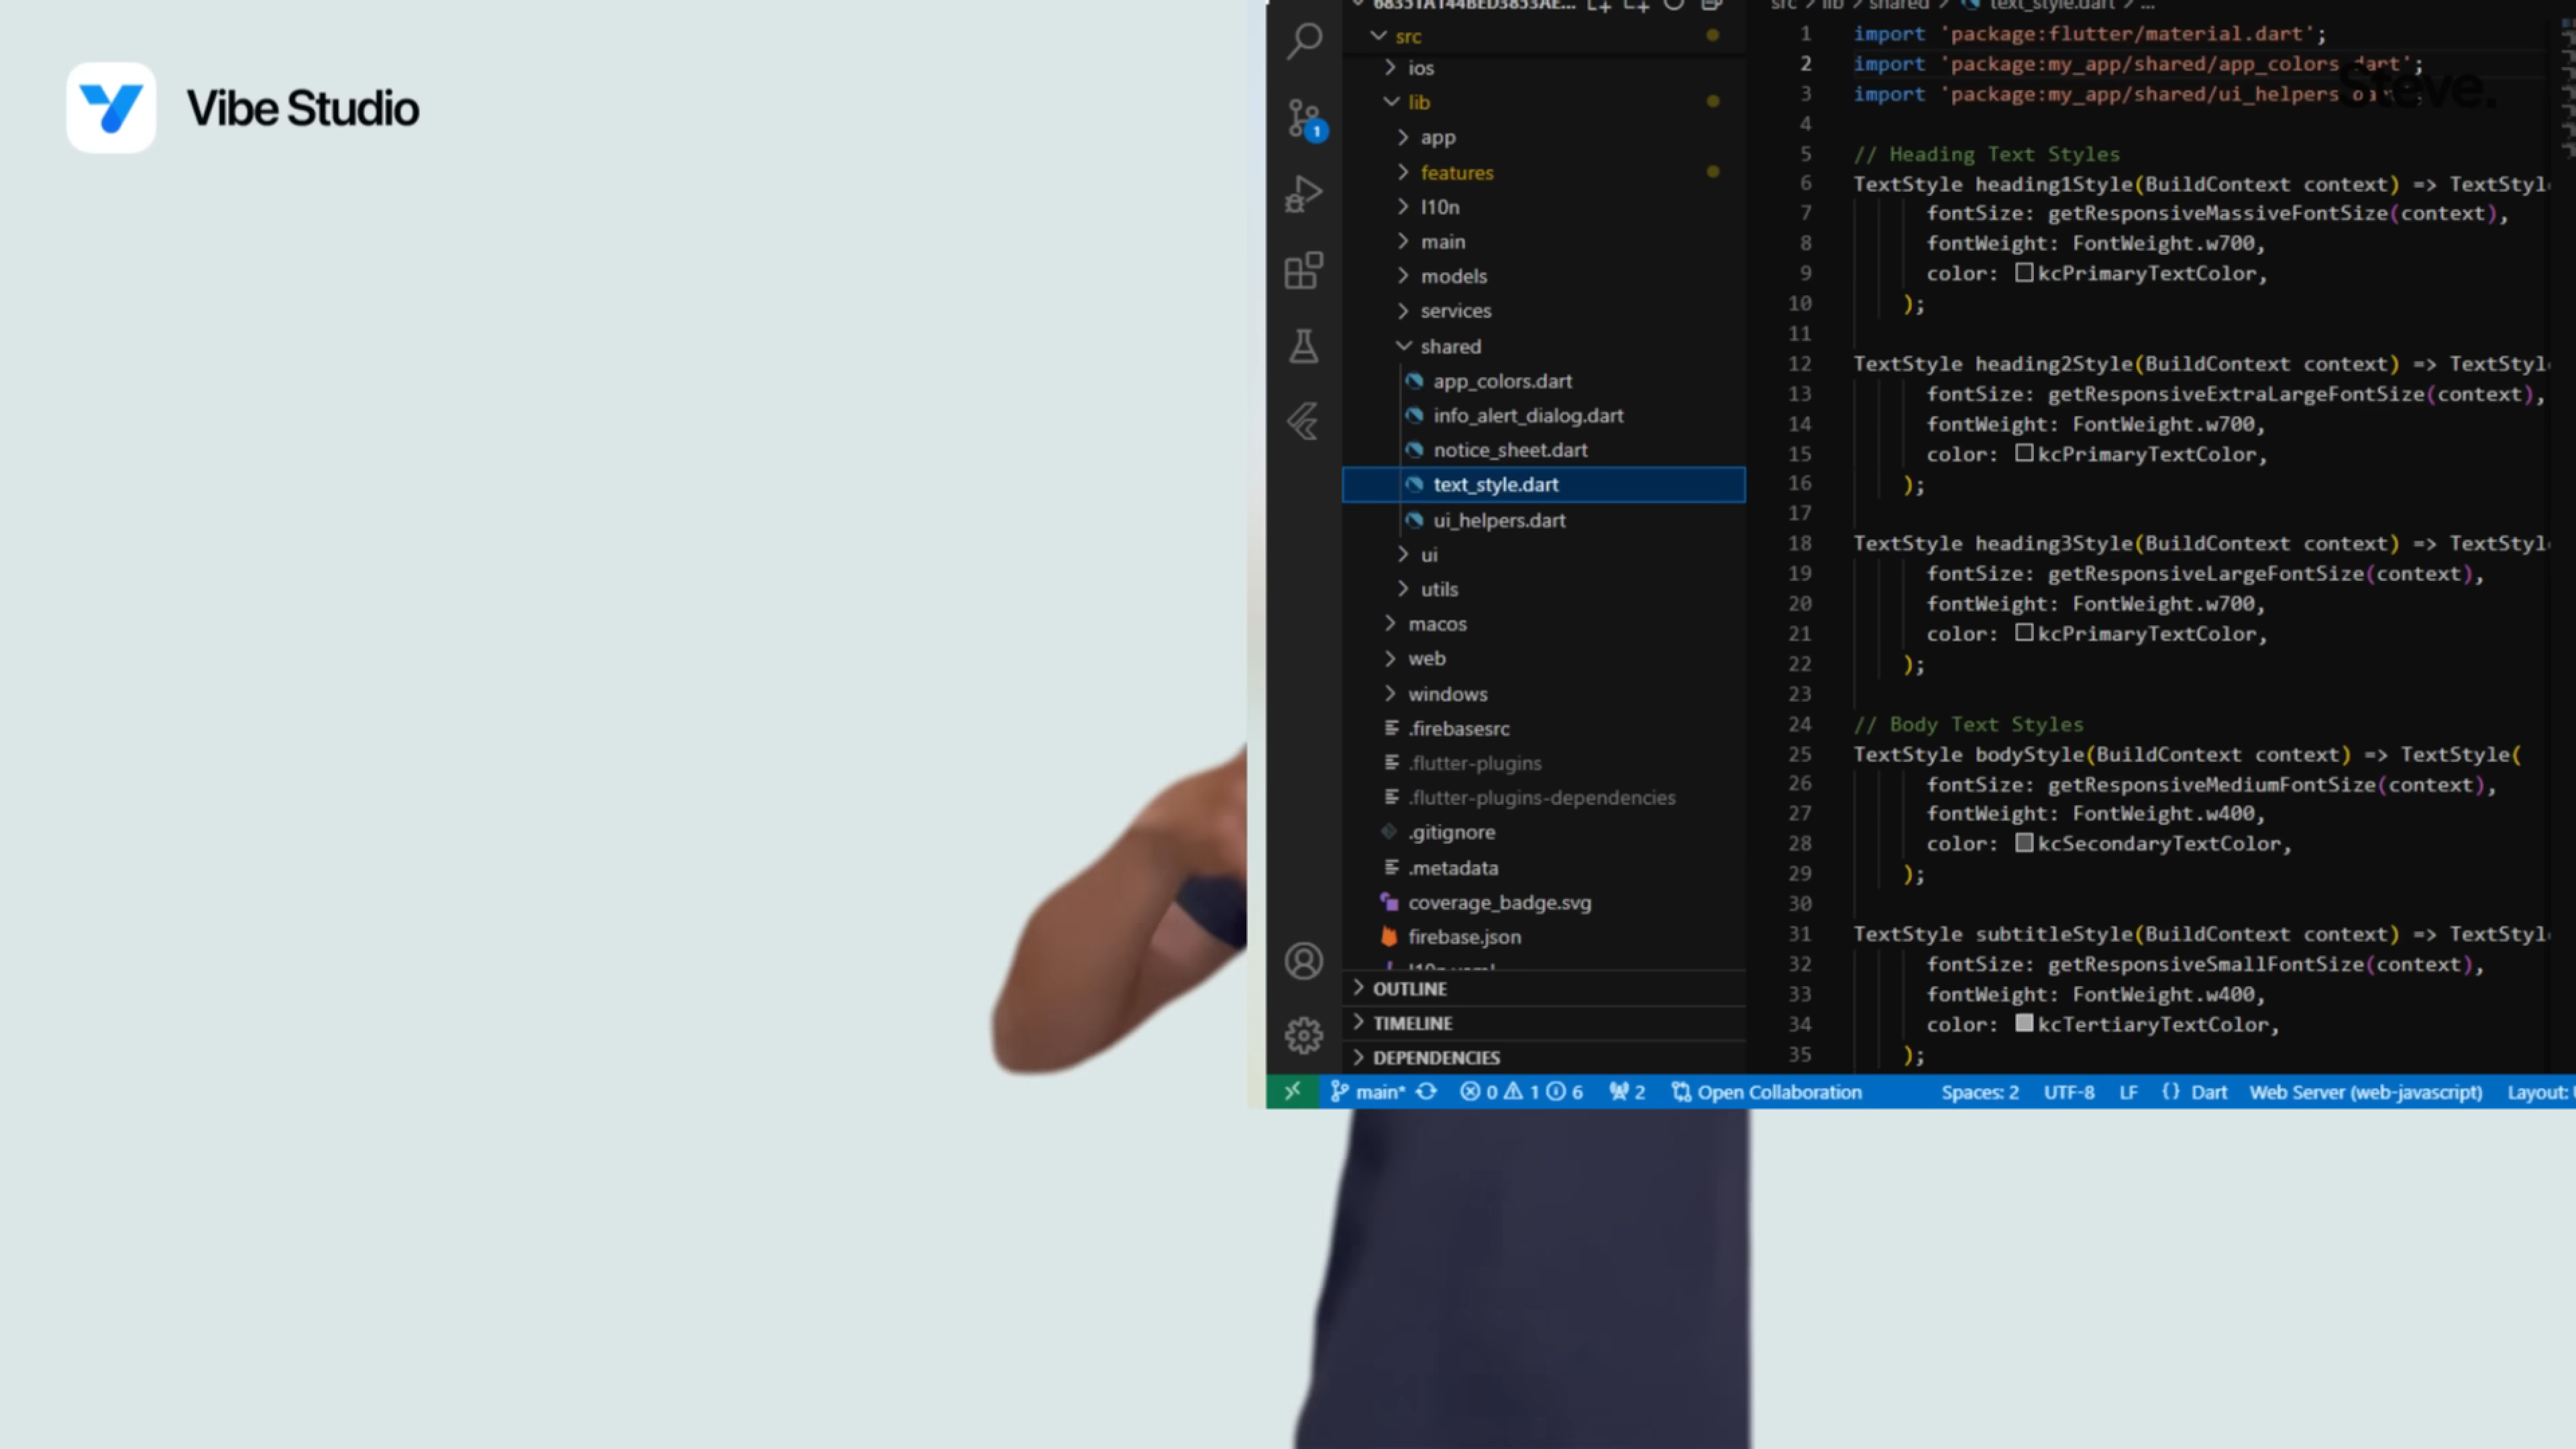 Vibe Studio
Steve.
src
ios
lib
app
features
l10n
main
models
services
shared
app_colors.dart
info_alert_dialog.dart
notice_sheet.dart
text_style.dart
ui_helpers.dart
ui
utils
macos
web
windows
.firebasesrc
.flutter-plugins
.flutter-plugins-dependencies
.gitignore
.metadata
coverage_badge.svg
firebase.json
OUTLINE
TIMELINE
DEPENDENCIES
1
src > lib > shared > text_style.dart > ...
1 import 'package:flutter/material.dart';
2 import 'package:my_app/shared/app_colors.dart';
3 import 'package:my_app/shared/ui_helpers
4
5 // Heading Text Styles
6 TextStyle heading1Style(BuildContext context) => TextStyl
7 fontSize: getResponsiveMassiveFontSize(context),
8 fontWeight: FontWeight.w700,
9 color: kcPrimaryTextColor,
10 );
11
12 TextStyle heading2Style(BuildContext context) => TextStyl
13 fontSize: getResponsiveExtraLargeFontSize(context),
14 fontWeight: FontWeight.w700,
15 color: kcPrimaryTextColor,
16 );
17
18 TextStyle heading3Style(BuildContext context) => TextStyl
19 fontSize: getResponsiveLargeFontSize(context),
20 fontWeight: FontWeight.w700,
21 color: kcPrimaryTextColor,
22 );
23
24 // Body Text Styles
25 TextStyle bodyStyle(BuildContext context) => TextStyle(
26 fontSize: getResponsiveMediumFontSize(context),
27 fontWeight: FontWeight.w400,
28 color: kcSecondaryTextColor,
29 );
30
31 TextStyle subtitleStyle(BuildContext context) => TextStyl
32 fontSize: getResponsiveSmallFontSize(context),
33 fontWeight: FontWeight.w400,
34 color: kcTertiaryTextColor,
35 );
main* 0 1 6 2 Open Collaboration Spaces: 2 UTF-8 LF {} Dart Web Server (web-javascript) Layout: